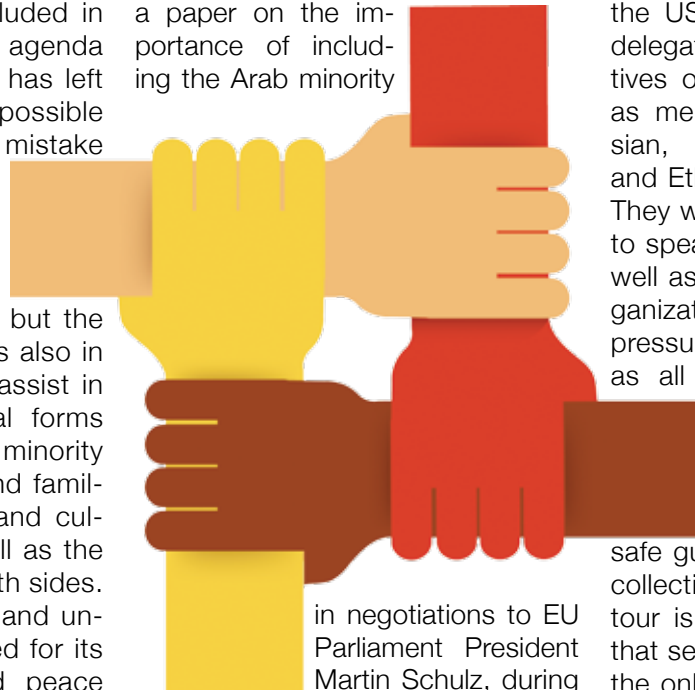 luded in
agenda
has left
possible
mistake
but the
s also in
assist in
al forms
minority
nd famil-
and cul-
ll as the
th sides.
and un-
ed for its
d peace
a paper on the im-
portance of includ-
ing the Arab minority
in negotiations to EU
Parliament President
Martin Schulz, during
the US
delegat
tives o
as me
sian,
and Et
They w
to spea
well as
ganizat
pressu
as all
safe gu
collecti
tour is
that se
the onl